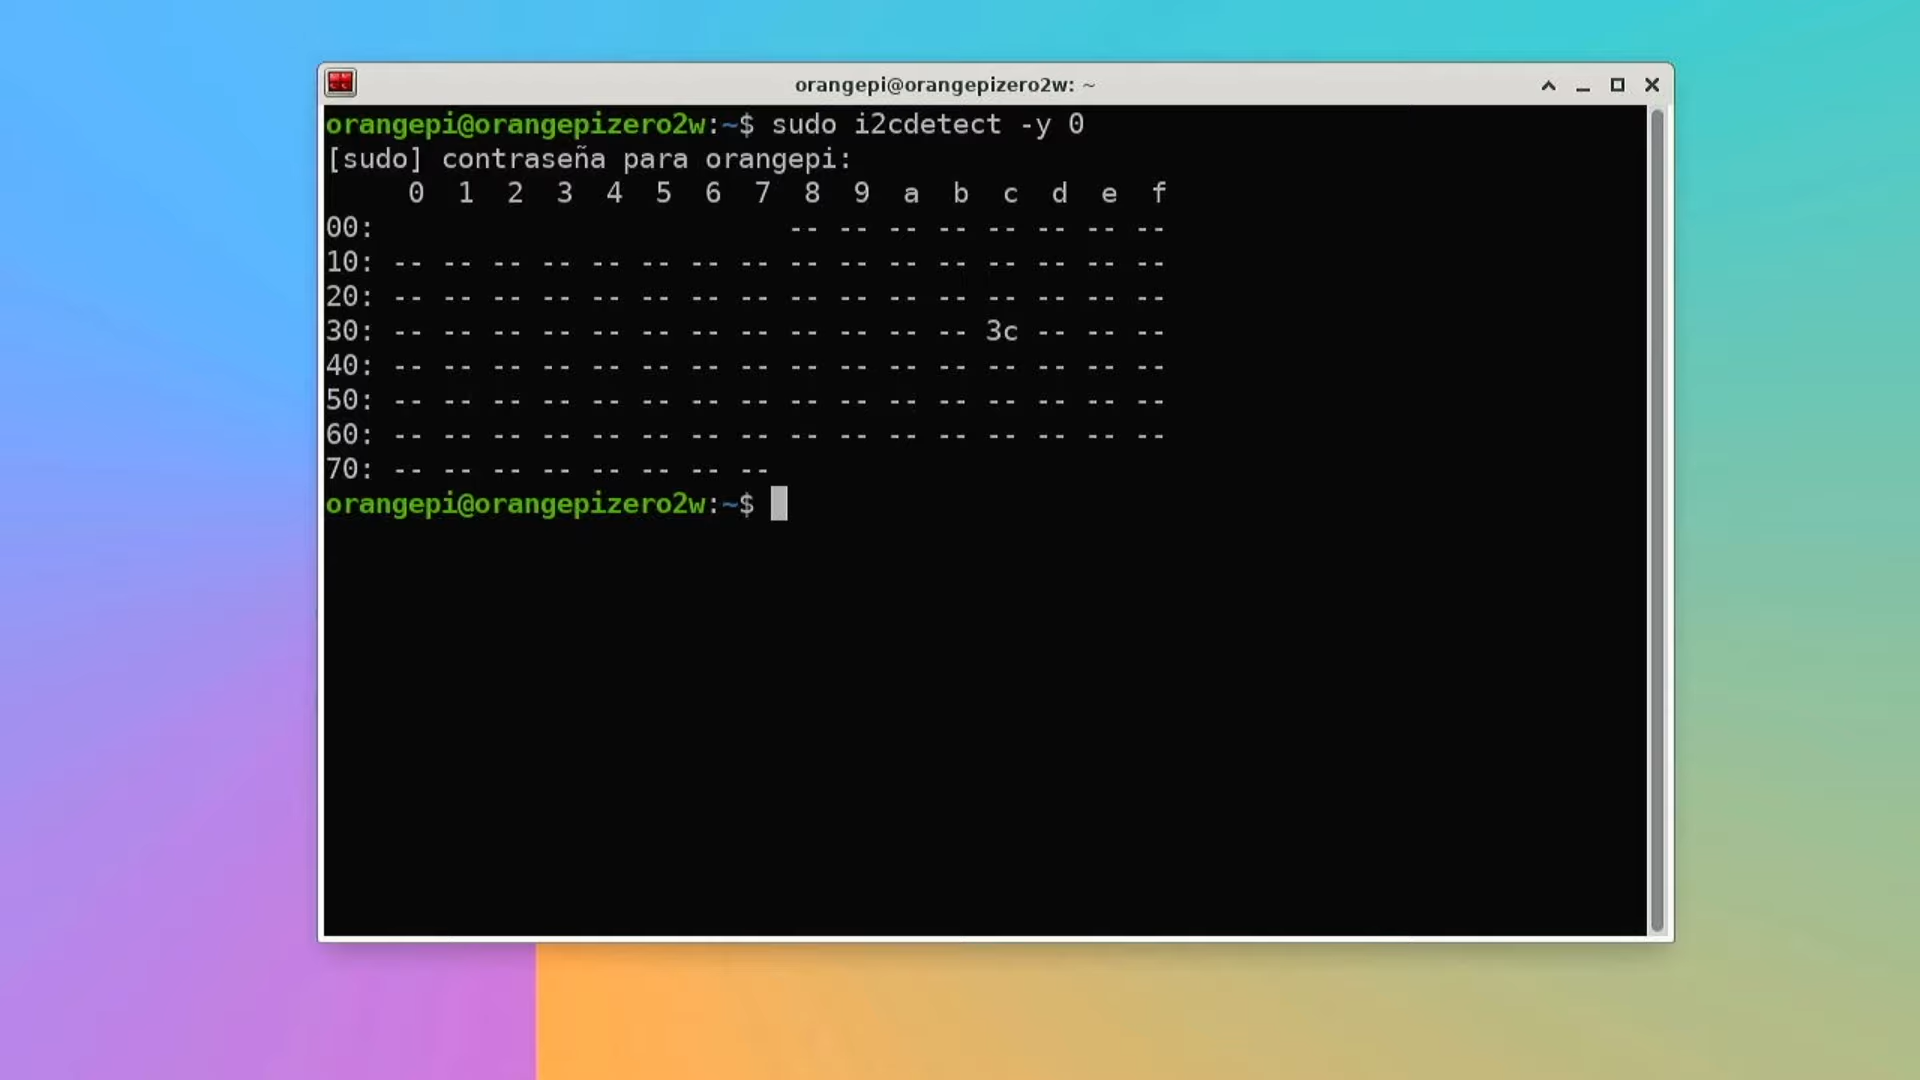 orangepi@orangepizero2w: ~
orangepi@orangepizero2w:~$ sudo i2cdetect -y 0
[sudo] contraseña para orangepi:
     0  1  2  3  4  5  6  7  8  9  a  b  c  d  e  f
00:                         -- -- -- -- -- -- -- --
10: -- -- -- -- -- -- -- -- -- -- -- -- -- -- -- --
20: -- -- -- -- -- -- -- -- -- -- -- -- -- -- -- --
30: -- -- -- -- -- -- -- -- -- -- -- -- 3c -- -- --
40: -- -- -- -- -- -- -- -- -- -- -- -- -- -- -- --
50: -- -- -- -- -- -- -- -- -- -- -- -- -- -- -- --
60: -- -- -- -- -- -- -- -- -- -- -- -- -- -- -- --
70: -- -- -- -- -- -- -- --
orangepi@orangepizero2w:~$